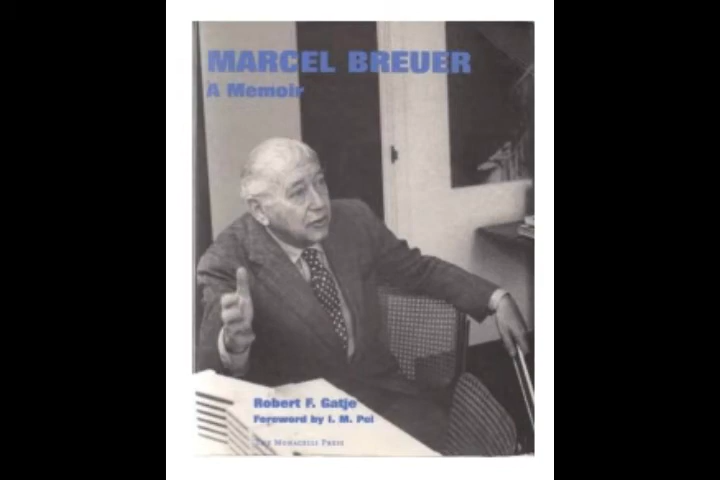 MARCEL BREUER
A Memoir
Robert F. Gatje
Foreword by I. M. Pei
The Monacelli Press